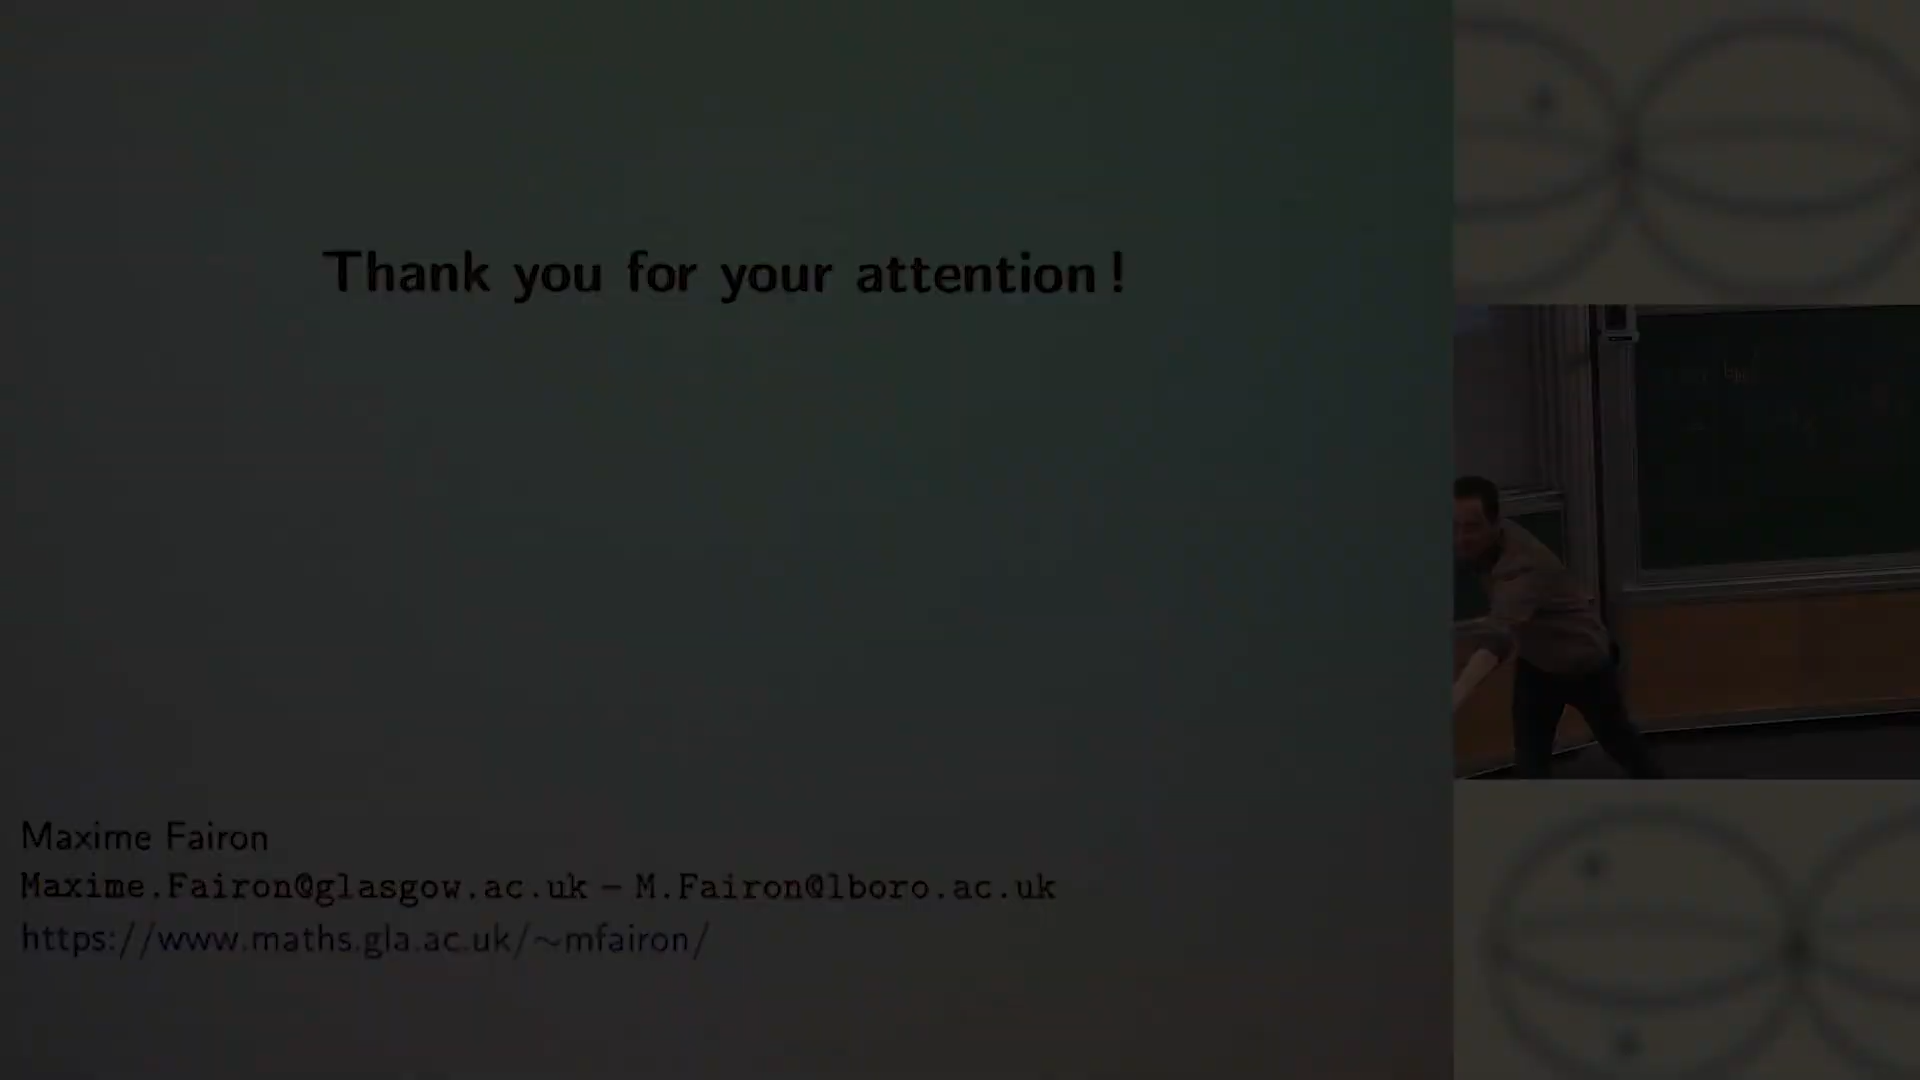 Thank you for your attention !
Maxime Fairon
Maxime.Fairon@glasgow.ac.uk – M.Fairon@lboro.ac.uk
https://www.maths.gla.ac.uk/∼mfairon/